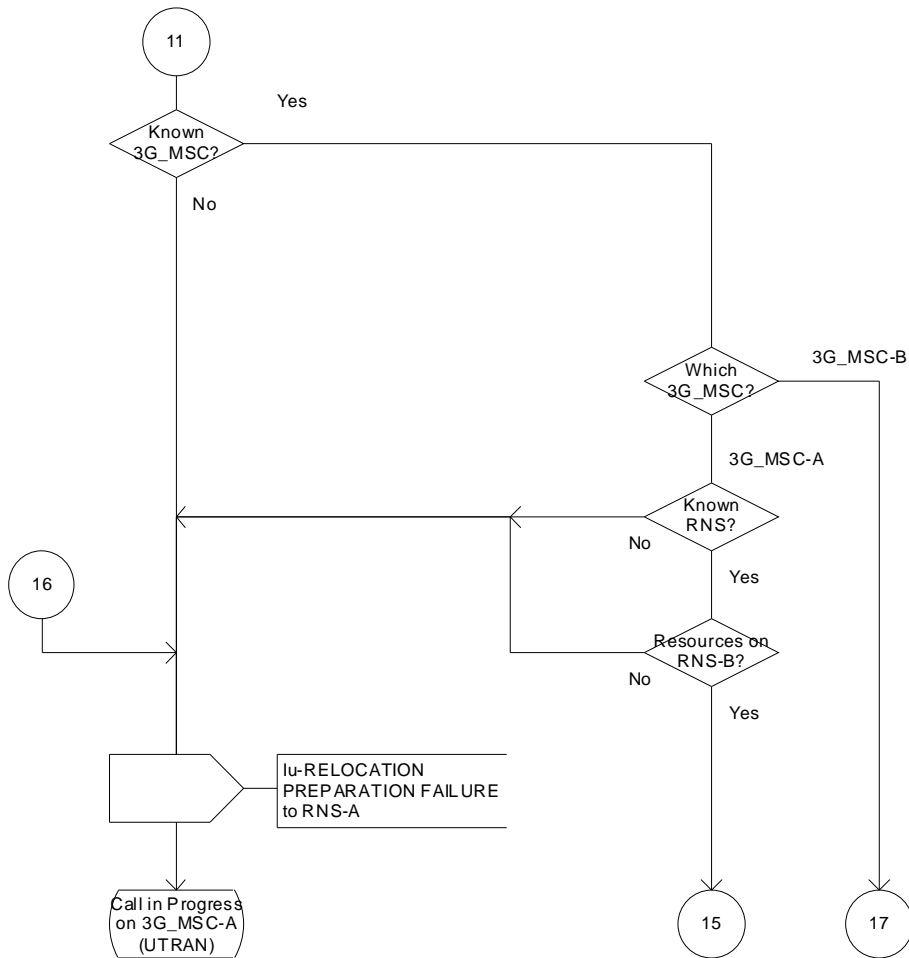 11
Yes
Known
3G_MSC?
No
3G_MSC-B
Which
3G_MSC?
3G_MSC-A
Known
RNS?
No
Yes
16
Resources on
RNS-B?
No
Yes
Iu-RELOCATION
PREPARATION FAILURE
to RNS-A
Call in Progress
on 3G_MSC-A
(UTRAN)
15
17